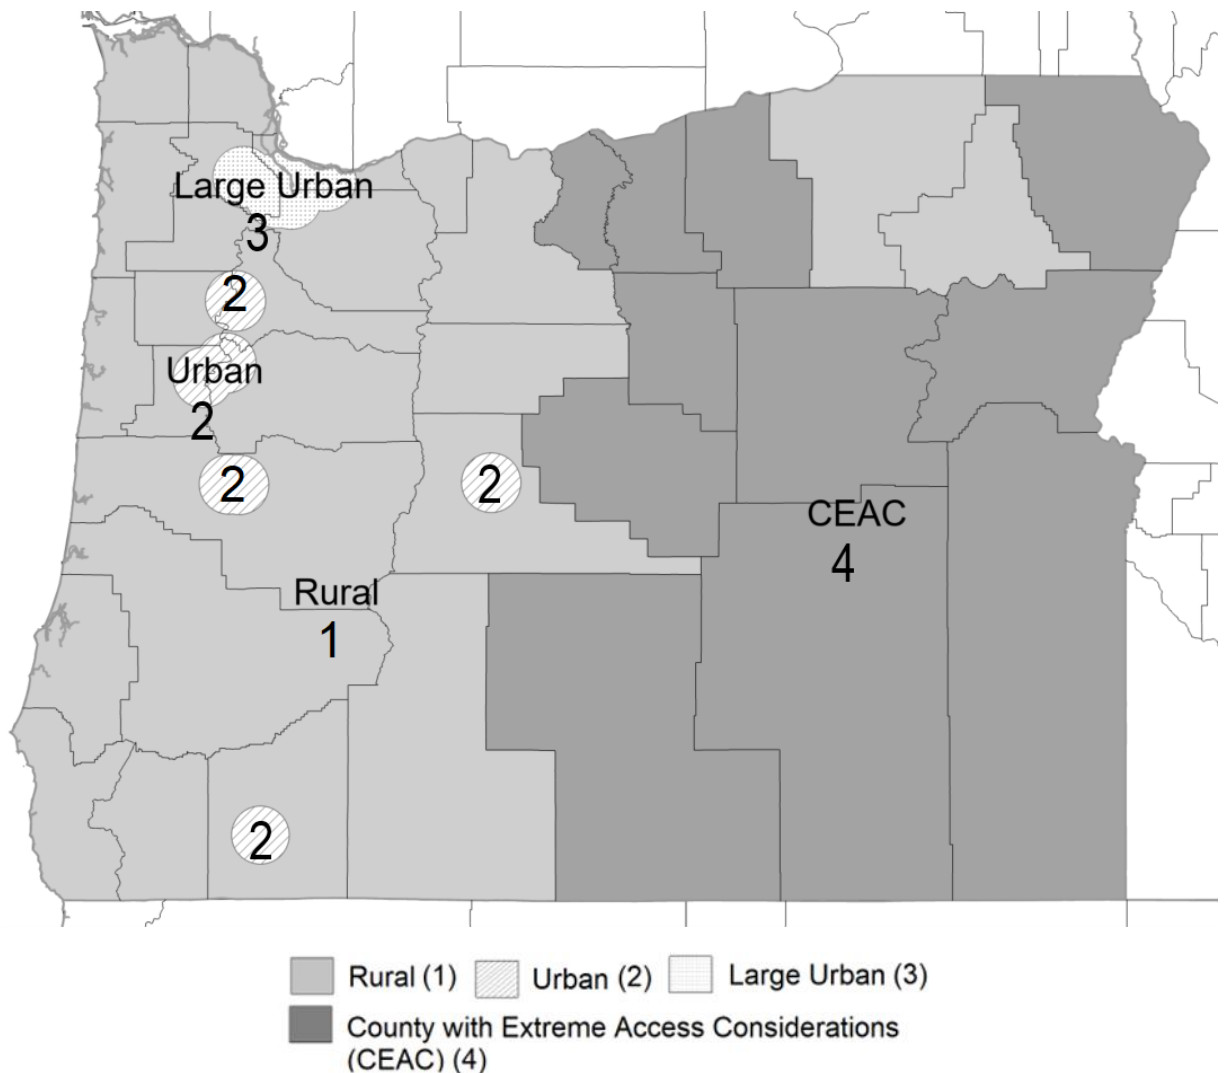 Large Urban
3
2
Urban
2
2
2
CEAC
4
Rural
1
2
Rural (1)
Urban (2)
Large Urban (3)
County with Extreme Access Considerations
(CEAC) (4)